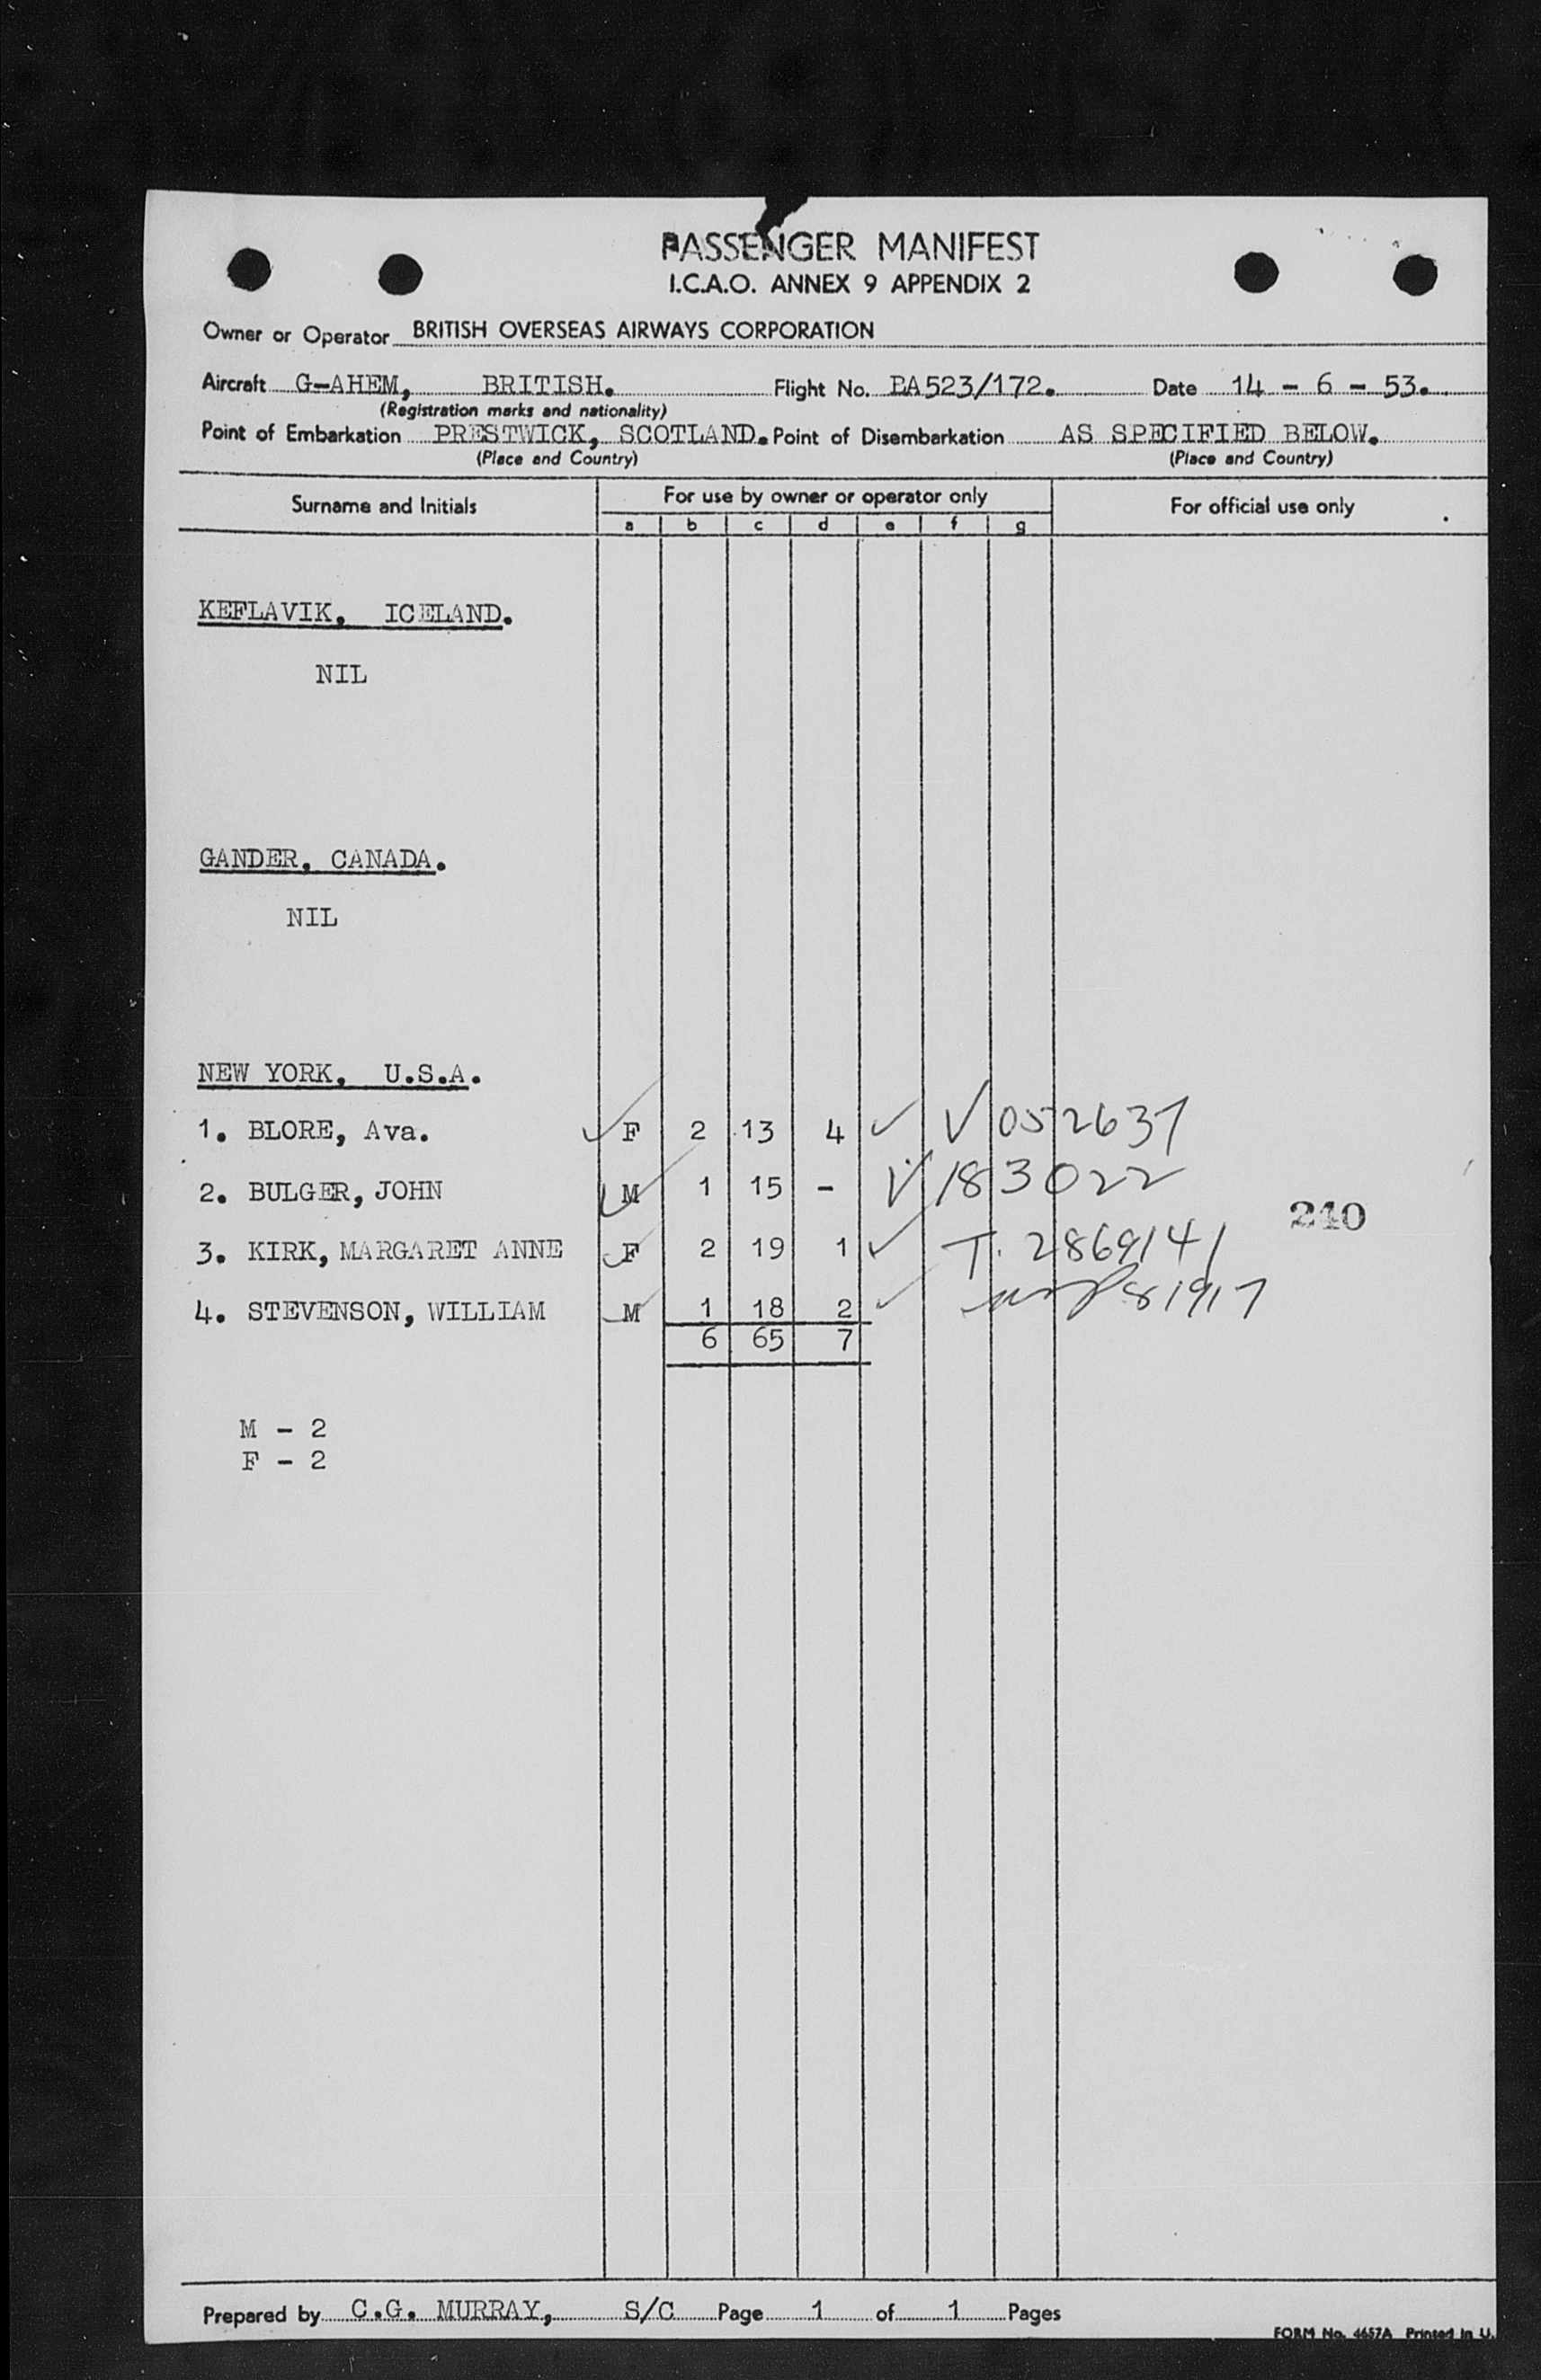 PASSENGER MANIFEST
I.C.A.O. ANNEX 9 APPENDIX 2
Owner or Operator BRITISH OVERSEAS AIRWAYS CORPORATION
Aircraft G-AHEM, BRITISH. Flight No. BA523/172. Date 14 - 6 - 53.
(Registration marks and nationality)
Point of Embarkation PRESTWICK, SCOTLAND. Point of Disembarkation AS SPECIFIED BELOW.
(Place and Country) (Place and Country)
Surname and Initials For use by owner or operator only For official use only
a b c d e f g
KEFLAVIK, ICELAND.
NIL
GANDER, CANADA.
NIL
NEW YORK, U.S.A.
1. BLORE, Ava. F 2 13 4 V052637
2. BULGER, JOHN M 1 15 - V183022
240
3. KIRK, MARGARET ANNE F 2 19 1 T. 2869141
4. STEVENSON, WILLIAM M 1 18 2 81917
6 65 7
M - 2
F - 2
Prepared by C.G. MURRAY, S/C Page 1 of 1 Pages
FORM No. 4657A Printed in U.